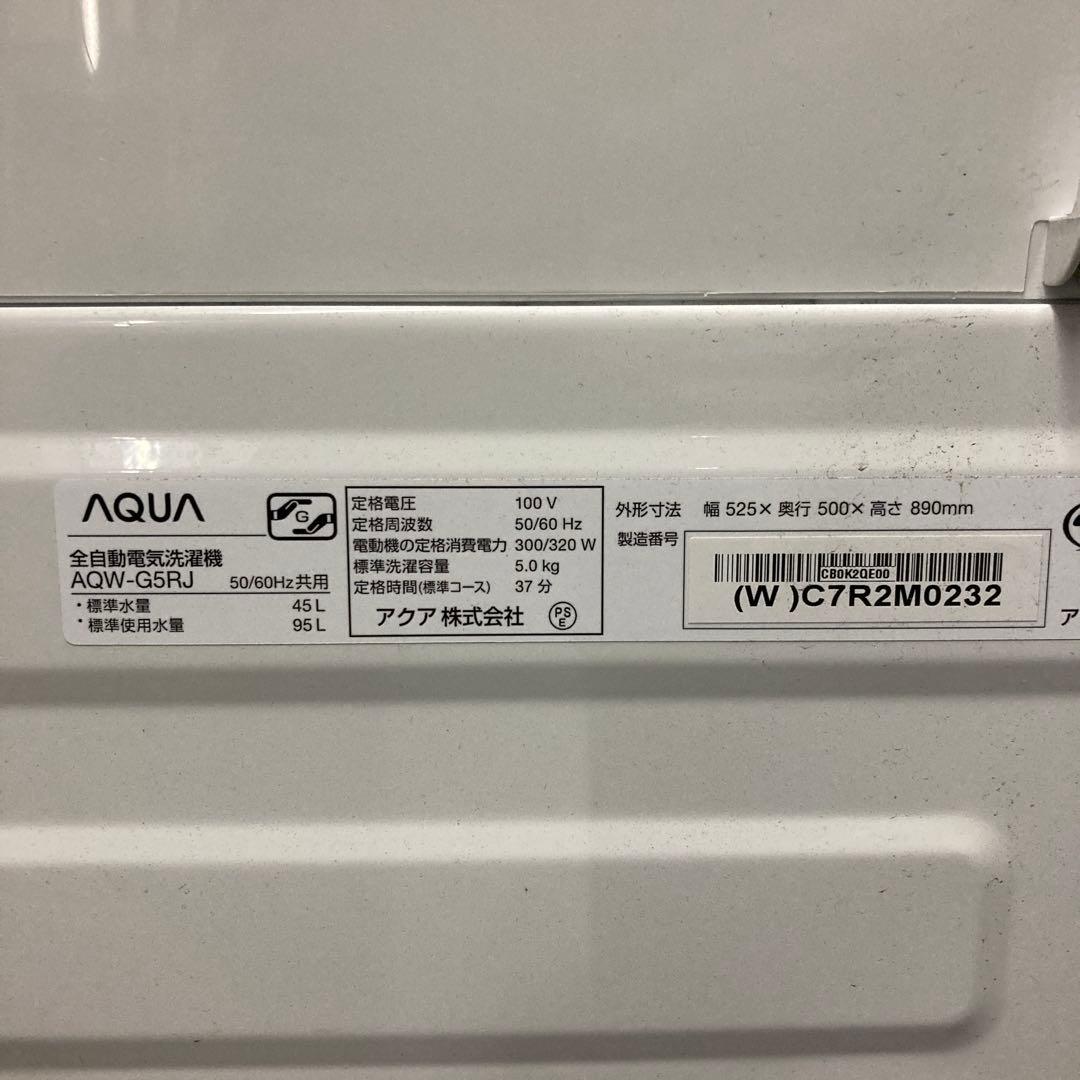 AQUA
G
全自動電気洗濯機
AQW-G5RJ 50/60Hz共用
・標準水量 45 L
・標準使用水量 95 L
定格電圧 100 V
定格周波数 50/60 Hz
電動機の定格消費電力 300/320 W
標準洗濯容量 5.0 kg
定格時間(標準コース) 37 分
アクア 株式会社 PSE
外形寸法 幅 525× 奥行 500× 高さ 890mm
製造番号
CB0K2QE00
(W )C7R2M0232
ア